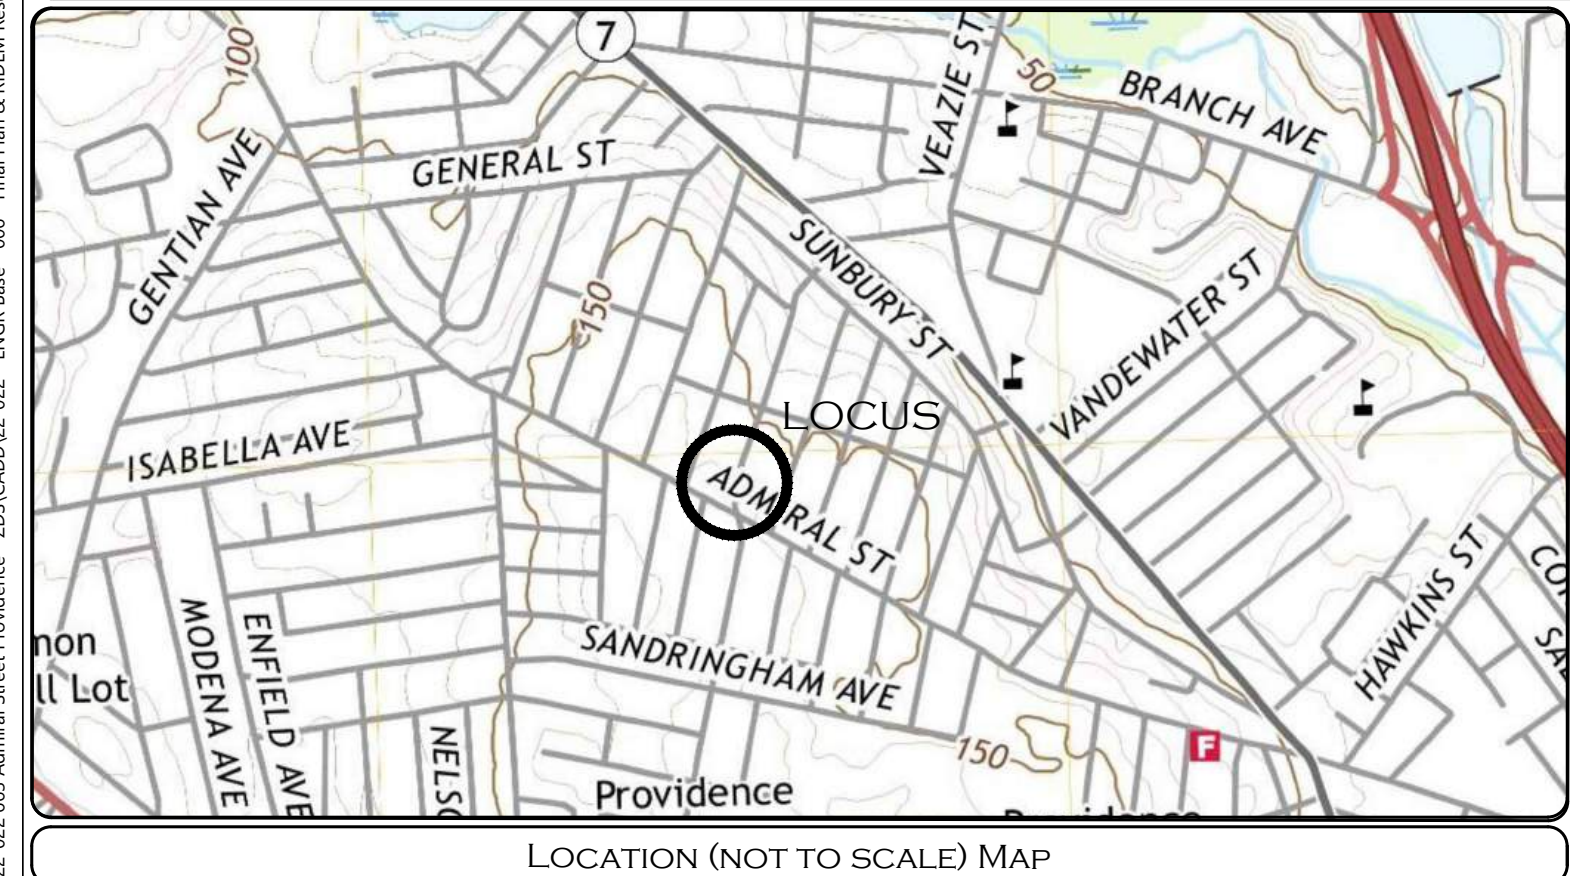 7
100
50
VEAZIE ST
BRANCH AVE
GENERAL ST
GENTIAN AVE
SUNBURY ST
VANDEWATER ST
150
LOCUS
ISABELLA AVE
ADMIRAL ST
HAWKINS ST
MODENA AVE
ENFIELD AVE
SANDRINGHAM AVE
ll Lot
150
F
Providence
LOCATION (NOT TO SCALE) MAP